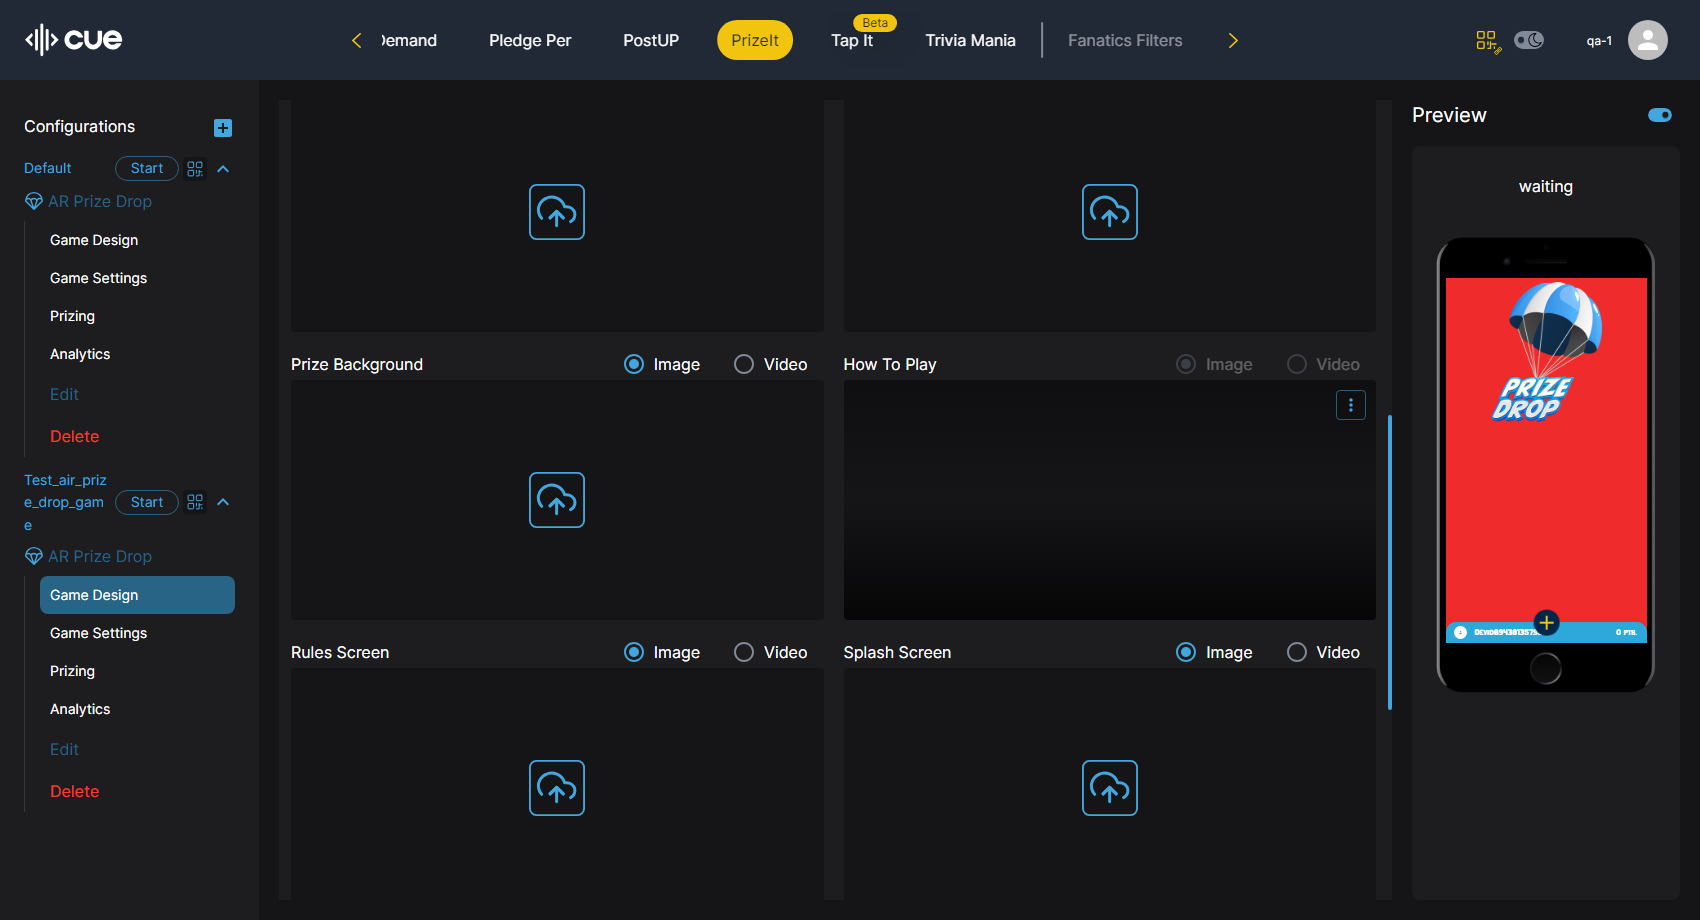 cue
Demand
Pledge Per
PostUP
PrizeIt
Beta
Tap It
Trivia Mania
Fanatics Filters
qa-1
Configurations
Default
Start
AR Prize Drop
Game Design
Game Settings
Prizing
Analytics
Edit
Delete
Test_air_priz
e_drop_gam
e
Start
AR Prize Drop
Game Design
Game Settings
Prizing
Analytics
Edit
Delete
Prize Background
Image
Video
How To Play
Image
Video
Rules Screen
Image
Video
Splash Screen
Image
Video
Preview
waiting
PRIZE
DROP
0 PTS.